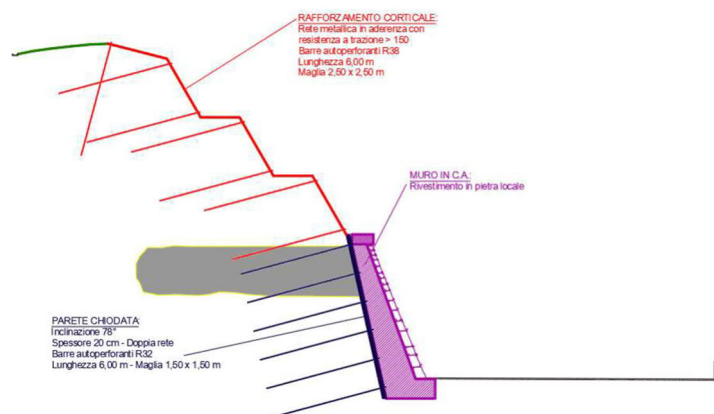 RAFFORZAMENTO CORTICALE:
Rete metallica in aderenza con
resistenza a trazione > 150
Barre autoperforanti R38
Lunghezza 6,00 m
Maglia 2,50 x 2,50 m
MURO IN C.A.:
Rivestimento in pietra locale
PARETE CHIODATA:
Inclinazione 78°
Spessore 20 cm - Doppia rete
Barre autoperforanti R32
Lunghezza 6,00 m - Maglia 1,50 x 1,50 m